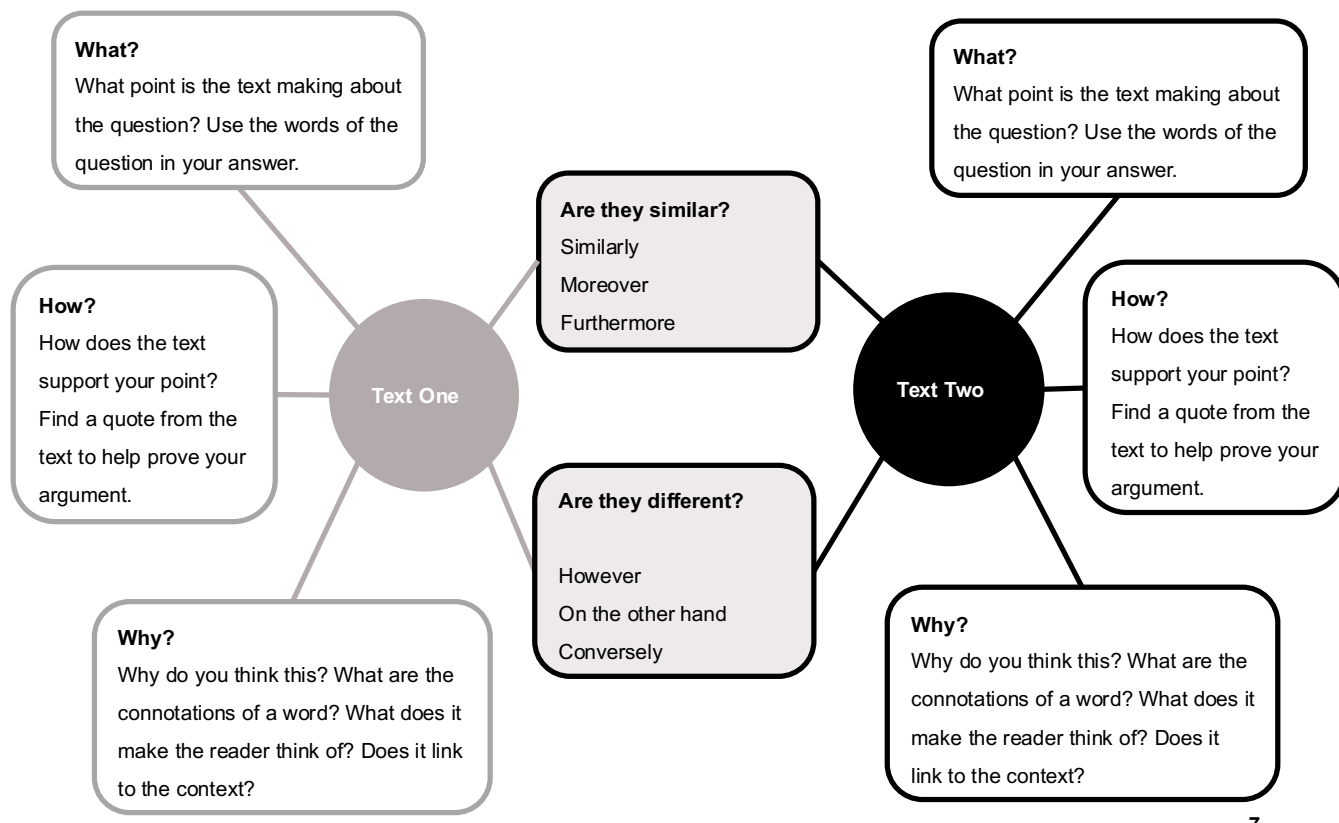 What?
What point is the text making about
the question? Use the words of the
question in your answer.
How?
How does the text
support your point?
Find a quote from the
text to help prove your
argument.
Why?
Why do you think this? What are the
connotations of a word? What does it
make the reader think of? Does it link
to the context?
Text One
Are they similar?
Similarly
Moreover
Furthermore
Are they different?
However
On the other hand
Conversely
Text Two
What?
What point is the text making about
the question? Use the words of the
question in your answer.
How?
How does the text
support your point?
Find a quote from the
text to help prove your
argument.
Why?
Why do you think this? What are the
connotations of a word? What does it
make the reader think of? Does it
link to the context?